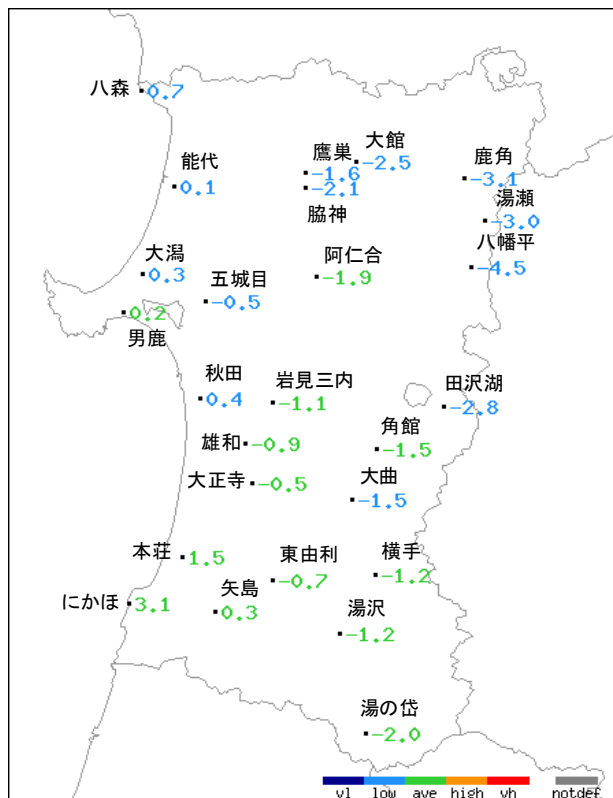 八森
0.7
大館
-2.5
鷹巣
-1.6
-2.1
脇神
鹿角
-3.1
能代
0.1
湯瀬
-3.0
八幡平
-4.5
大潟
0.3
五城目
-0.5
阿仁合
-1.9
0.2
男鹿
秋田
0.4
岩見三内
-1.1
田沢湖
-2.8
雄和
-0.9
角館
-1.5
大正寺
-0.5
大曲
-1.5
本荘
1.5
東由利
-0.7
横手
-1.2
にかほ
3.1
矢島
0.3
湯沢
-1.2
湯の岱
-2.0
vl low ave high vh notdef